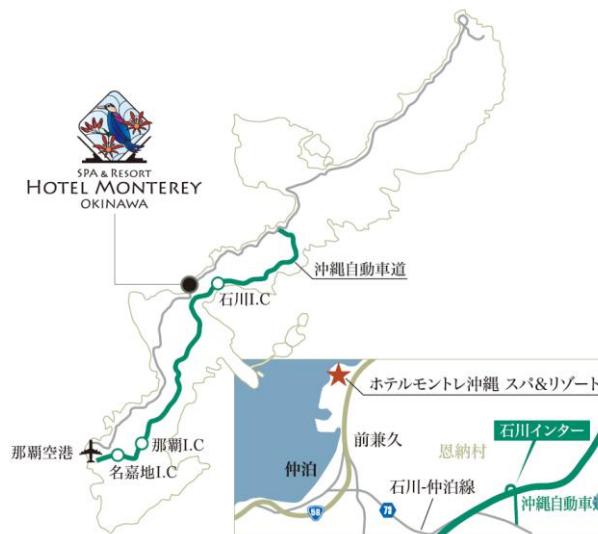 SPA & RESORT
HOTEL MONTEREY
OKINAWA
沖縄自動車道
石川I.C
那覇空港
那覇I.C
名嘉地I.C
ホテルモントレ沖縄 スパ&リゾート
前兼久
恩納村
石川インター
仲泊
石川-仲泊線
58
73
沖縄自動車